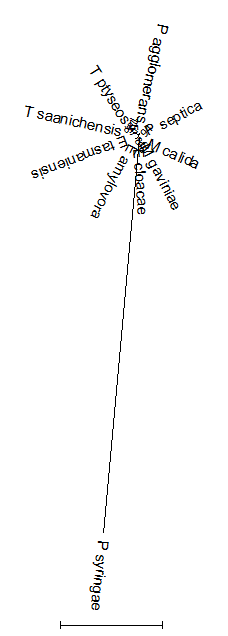 P agglomerans
T ptyseos
P septica
T saanichensis
M calida
E tasmaniensis
E amylovora
E cloacae
M gaviniae
P syringae